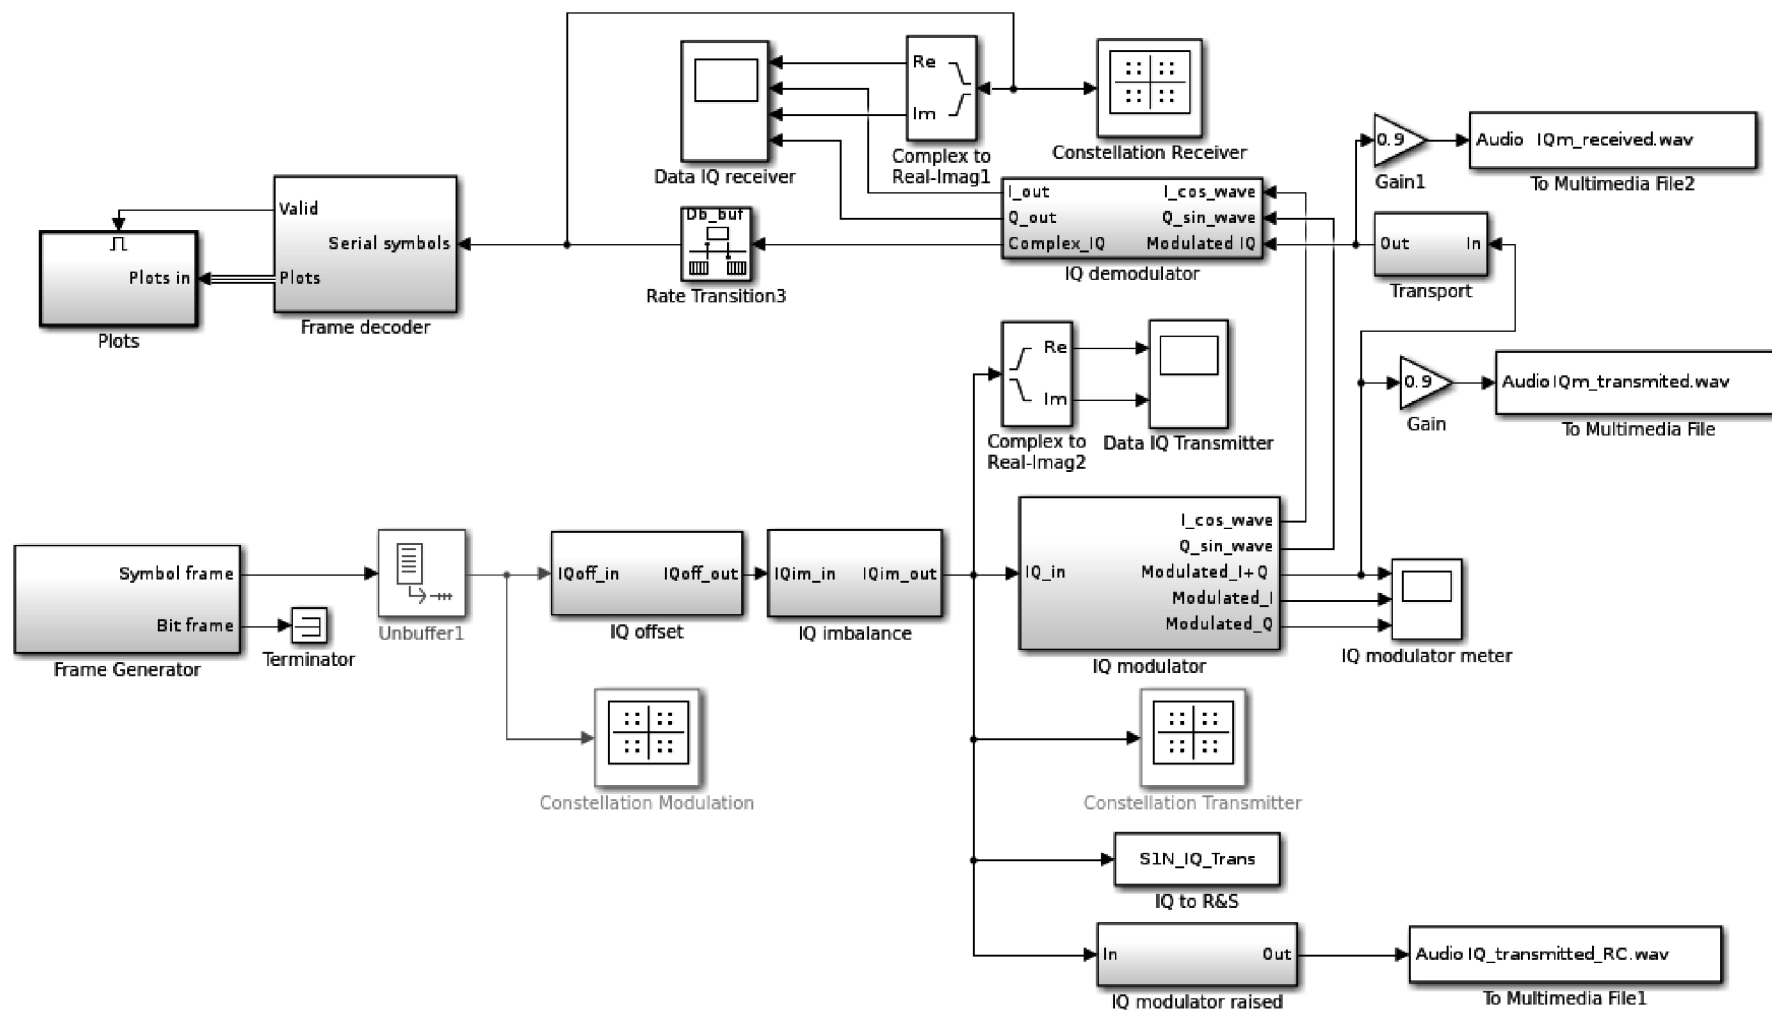 Re
Im
Complex to
Real-Imag1
Data IQ receiver
Constellation Receiver
0.9
Gain1
Audio IQm_received.wav
To Multimedia File2
Valid
Serial symbols
Plots
Frame decoder
Plots in
Plots
Db_buf
Rate Transition3
I_out
Q_out
Complex_IQ
I_cos_wave
Q_sin_wave
Modulated IQ
IQ demodulator
Out
In
Transport
Re
Im
Complex to
Real-Imag2
Data IQ Transmitter
0.9
Gain
Audio IQm_transmited.wav
To Multimedia File
Symbol frame
Bit frame
Frame Generator
Terminator
Unbuffer1
IQoff_in
IQoff_out
IQ offset
IQim_in
IQim_out
IQ imbalance
IQ_in
I_cos_wave
Q_sin_wave
Modulated_I+Q
Modulated_I
Modulated_Q
IQ modulator
IQ modulator meter
Constellation Modulation
Constellation Transmitter
S1N_IQ_Trans
IQ to R&S
In
Out
IQ modulator raised
Audio IQ_transmitted_RC.wav
To Multimedia File1